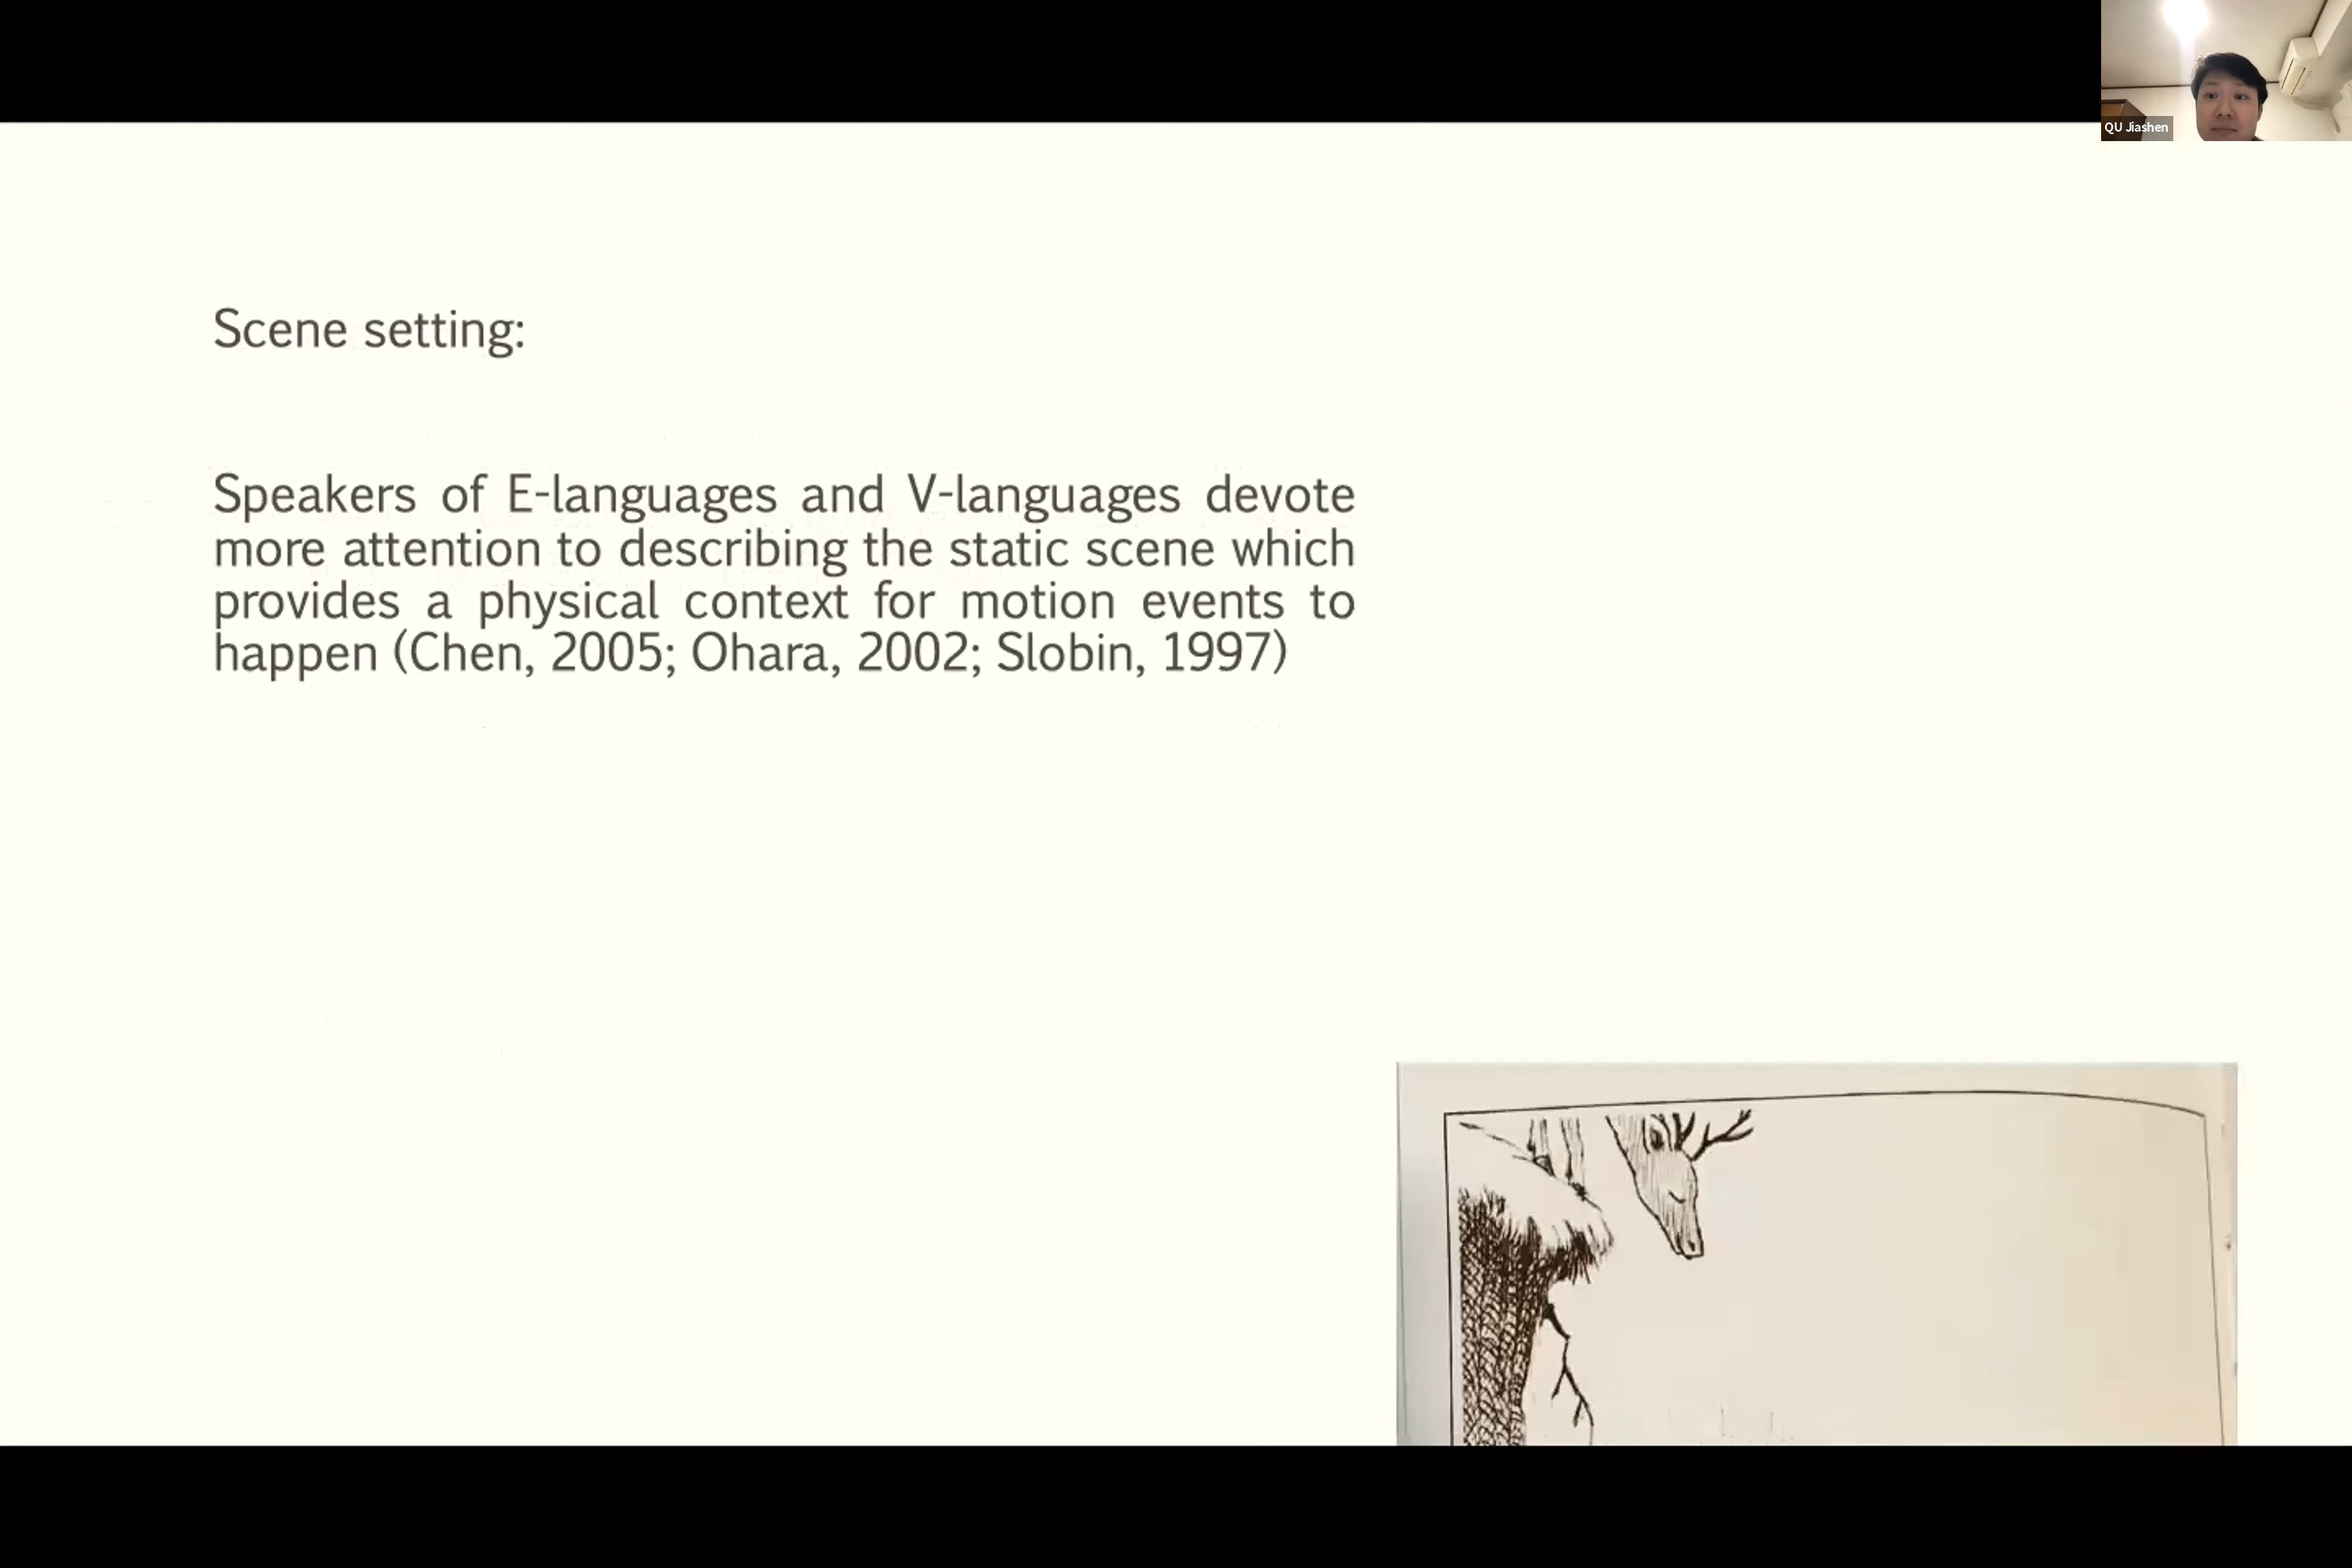 QU Jiashen
Scene setting:
Speakers of E-languages and V-languages devote
more attention to describing the static scene which
provides a physical context for motion events to
happen (Chen, 2005; Ohara, 2002; Slobin, 1997)